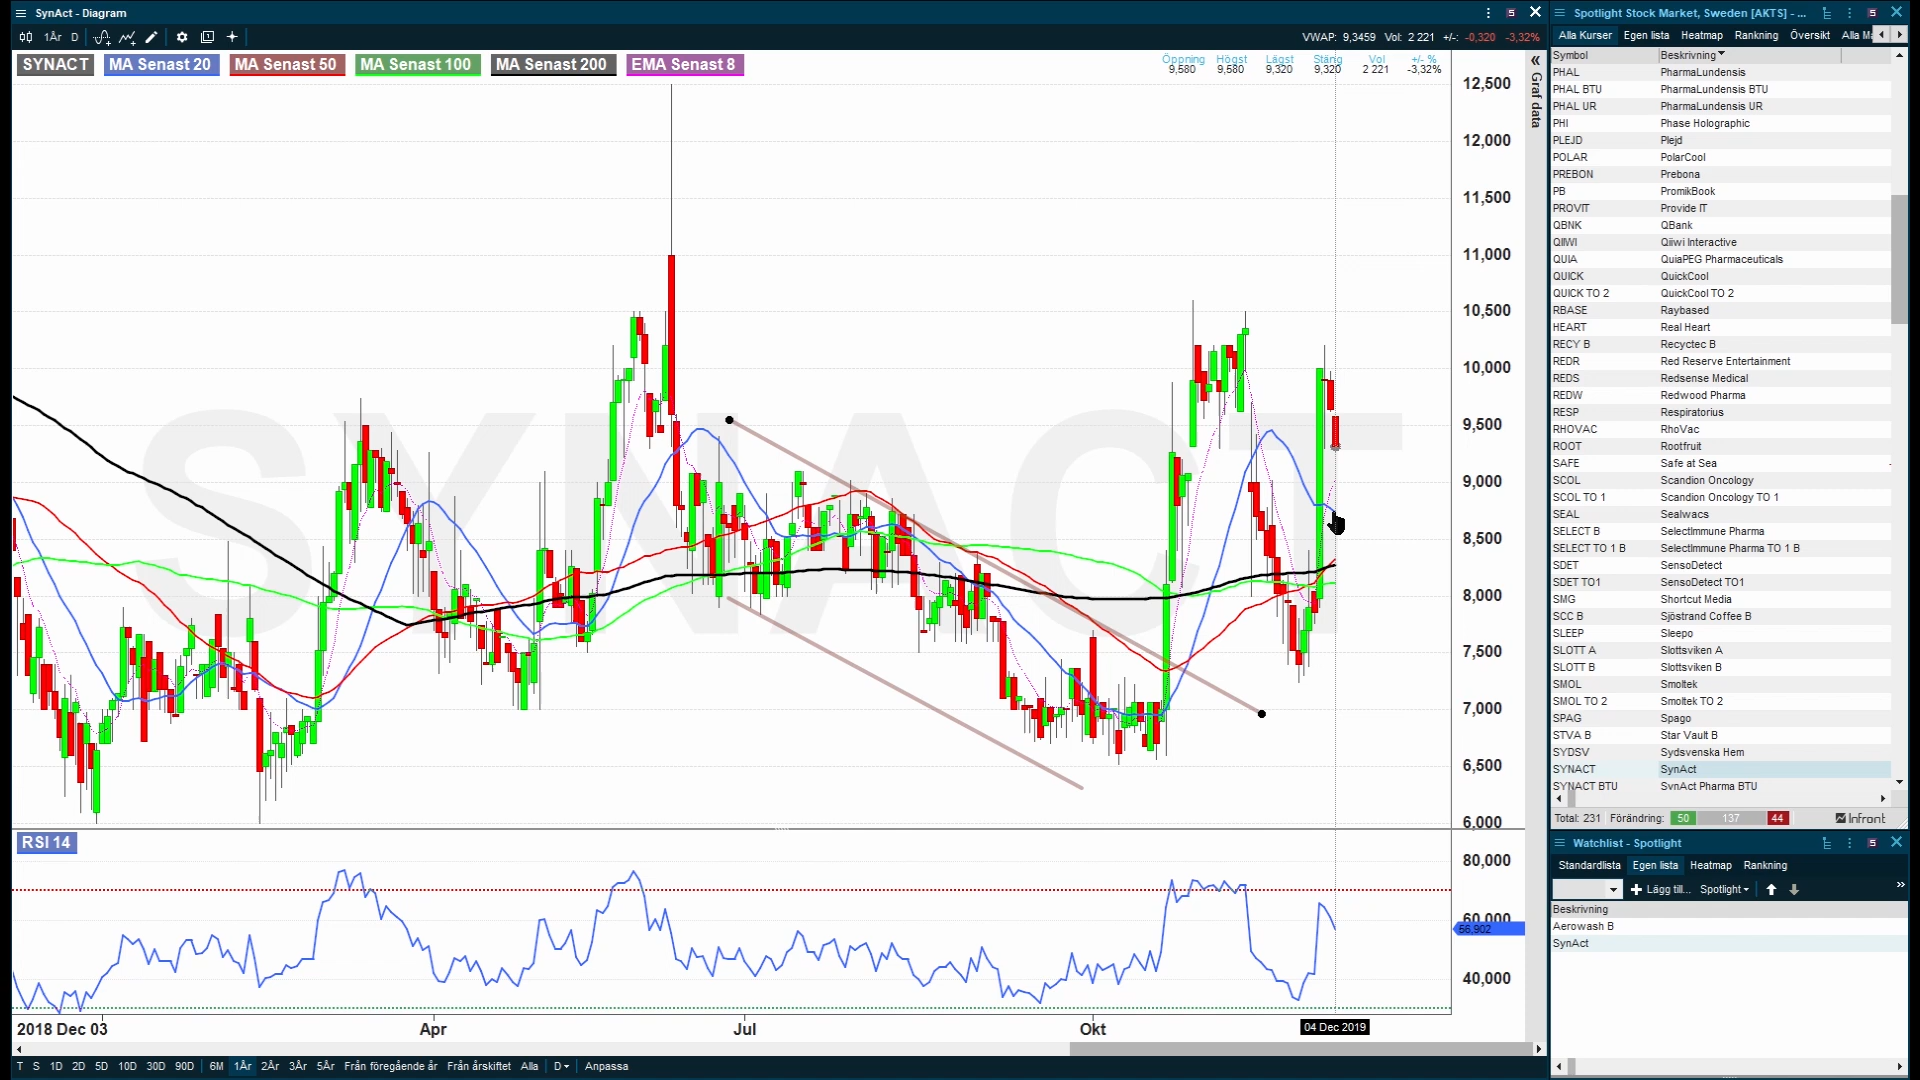 SynAct - Diagram
1År D
VWAP: 9,3459 Vol: 2 221 +/-: -0,320 -3,32%
SYNACT MA Senast 20 MA Senast 50 MA Senast 100 MA Senast 200 EMA Senast 8
Öppning Högst Lägst Stäng Vol +/- %
9,580 9,580 9,320 9,320 2 221 -3,32%
Graf data
SYNACT
12,500
12,000
11,500
11,000
10,500
10,000
9,500
9,000
8,500
8,000
7,500
7,000
6,500
6,000
RSI 14
80,000
60,000
56,902
40,000
2018 Dec 03 Apr Jul Okt 04 Dec 2019
T S 1D 2D 5D 10D 30D 90D 6M 1År 2År 3År 5År Från föregående år Från årskiftet Alla D Anpassa
Spotlight Stock Market, Sweden [AKTS] - ...
Alla Kurser Egen lista Heatmap Rankning Översikt
Symbol Beskrivning
PHAL PharmaLundensis
PHAL BTU PharmaLundensis BTU
PHAL UR PharmaLundensis UR
PHI Phase Holographic
PLEJD Plejd
POLAR PolarCool
PREBON Prebona
PB PromikBook
PROVIT Provide IT
QBNK QBank
QIIWI Qiiwi Interactive
QUIA QuiaPEG Pharmaceuticals
QUICK QuickCool
QUICK TO 2 QuickCool TO 2
RBASE Raybased
HEART Real Heart
RECY B Recyctec B
REDR Red Reserve Entertainment
REDS Redsense Medical
REDW Redwood Pharma
RESP Respiratorius
RHOVAC RhoVac
ROOT Rootfruit
SAFE Safe at Sea
SCOL Scandion Oncology
SCOL TO 1 Scandion Oncology TO 1
SEAL Sealwacs
SELECT B SelectImmune Pharma
SELECT TO 1 B SelectImmune Pharma TO 1 B
SDET SensoDetect
SDET TO1 SensoDetect TO1
SMG Shortcut Media
SCC B Sjöstrand Coffee B
SLEEP Sleepo
SLOTT A Slottsviken A
SLOTT B Slottsviken B
SMOL Smoltek
SMOL TO 2 Smoltek TO 2
SPAG Spago
STVA B Star Vault B
SYDSV Sydsvenska Hem
SYNACT SynAct
SYNACT BTU SynAct Pharma BTU
Total: 231 Förändring: 50 137 44 Infront
Watchlist - Spotlight
Standardlista Egen lista Heatmap Rankning
Lägg till... Spotlight
Beskrivning
Aerowash B
SynAct